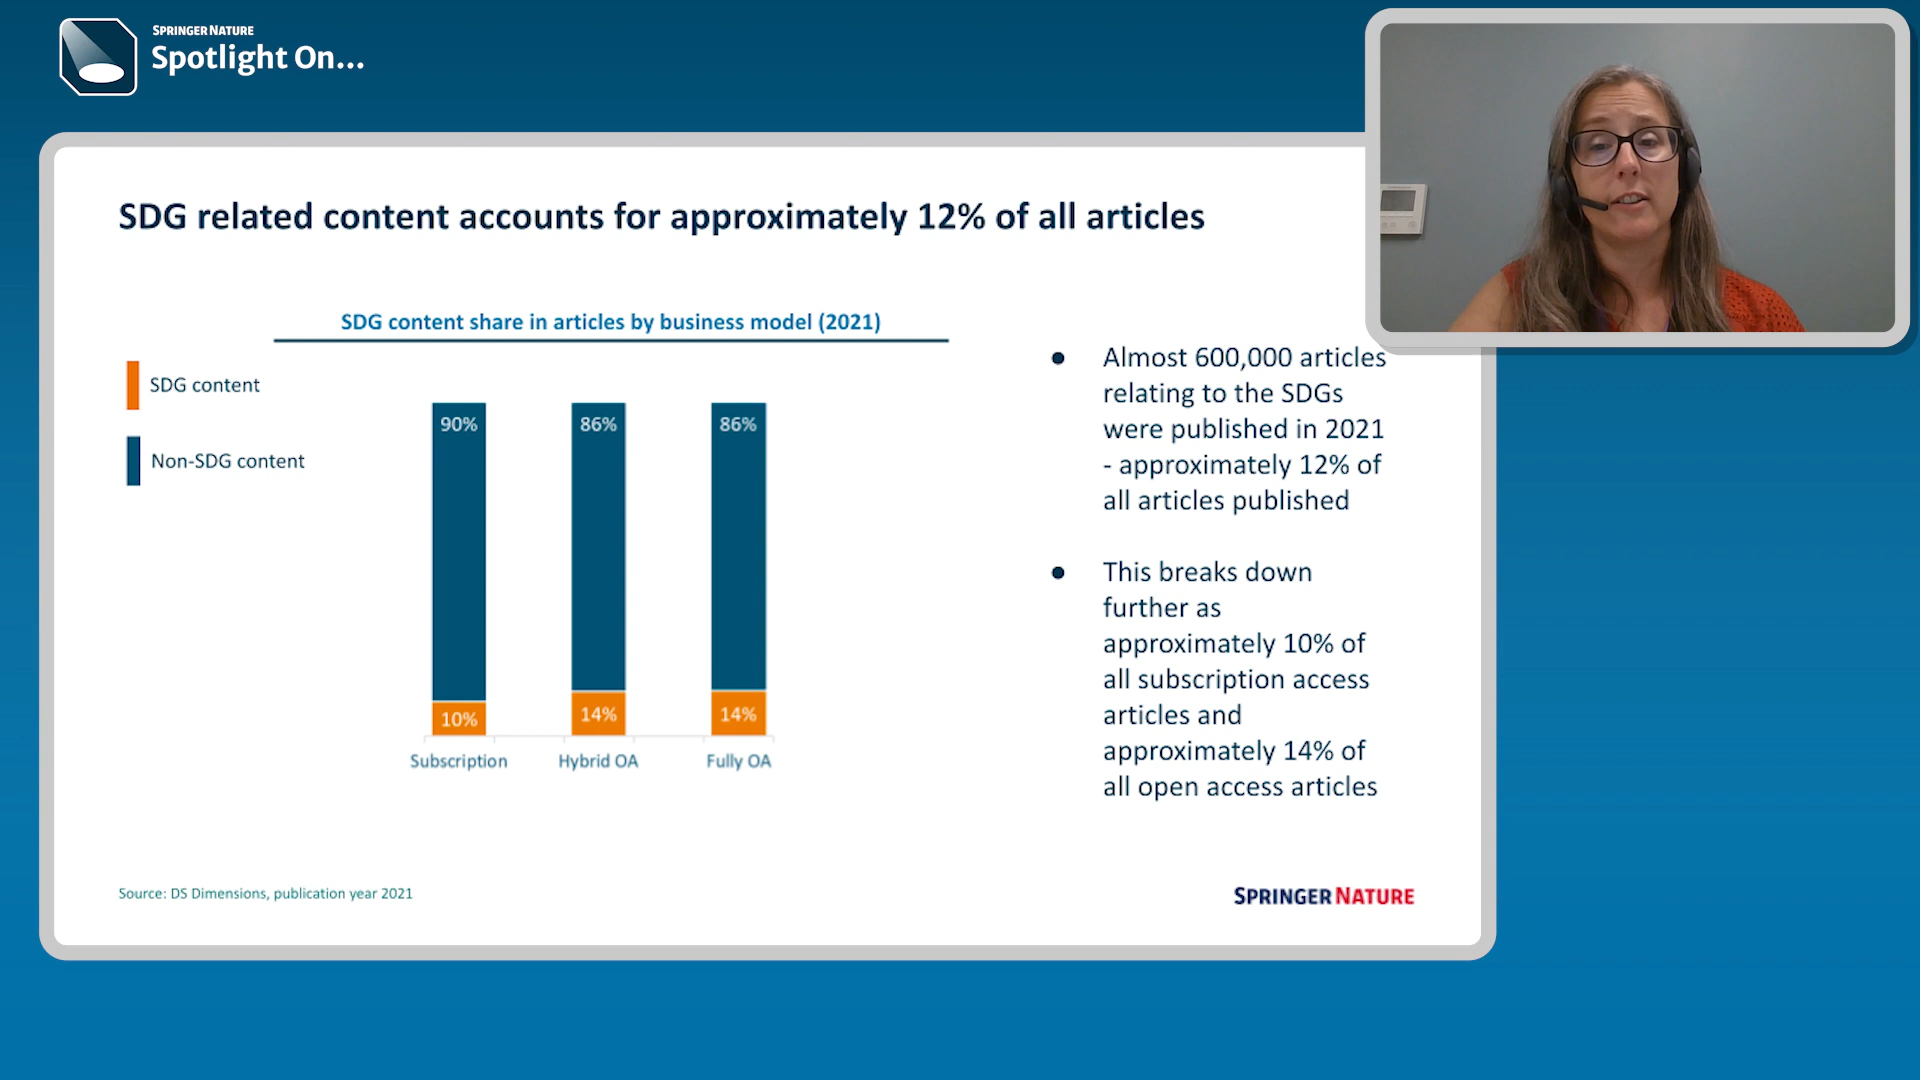 SPRINGER NATURE
Spotlight On...
SDG related content accounts for approximately 12% of all articles
SDG content share in articles by business model (2021)
SDG content
Non-SDG content
90%
86%
86%
10%
14%
14%
Subscription
Hybrid OA
Fully OA
● Almost 600,000 articles
relating to the SDGs
were published in 2021
- approximately 12% of
all articles published
● This breaks down
further as
approximately 10% of
all subscription access
articles and
approximately 14% of
all open access articles
Source: DS Dimensions, publication year 2021
SPRINGER NATURE